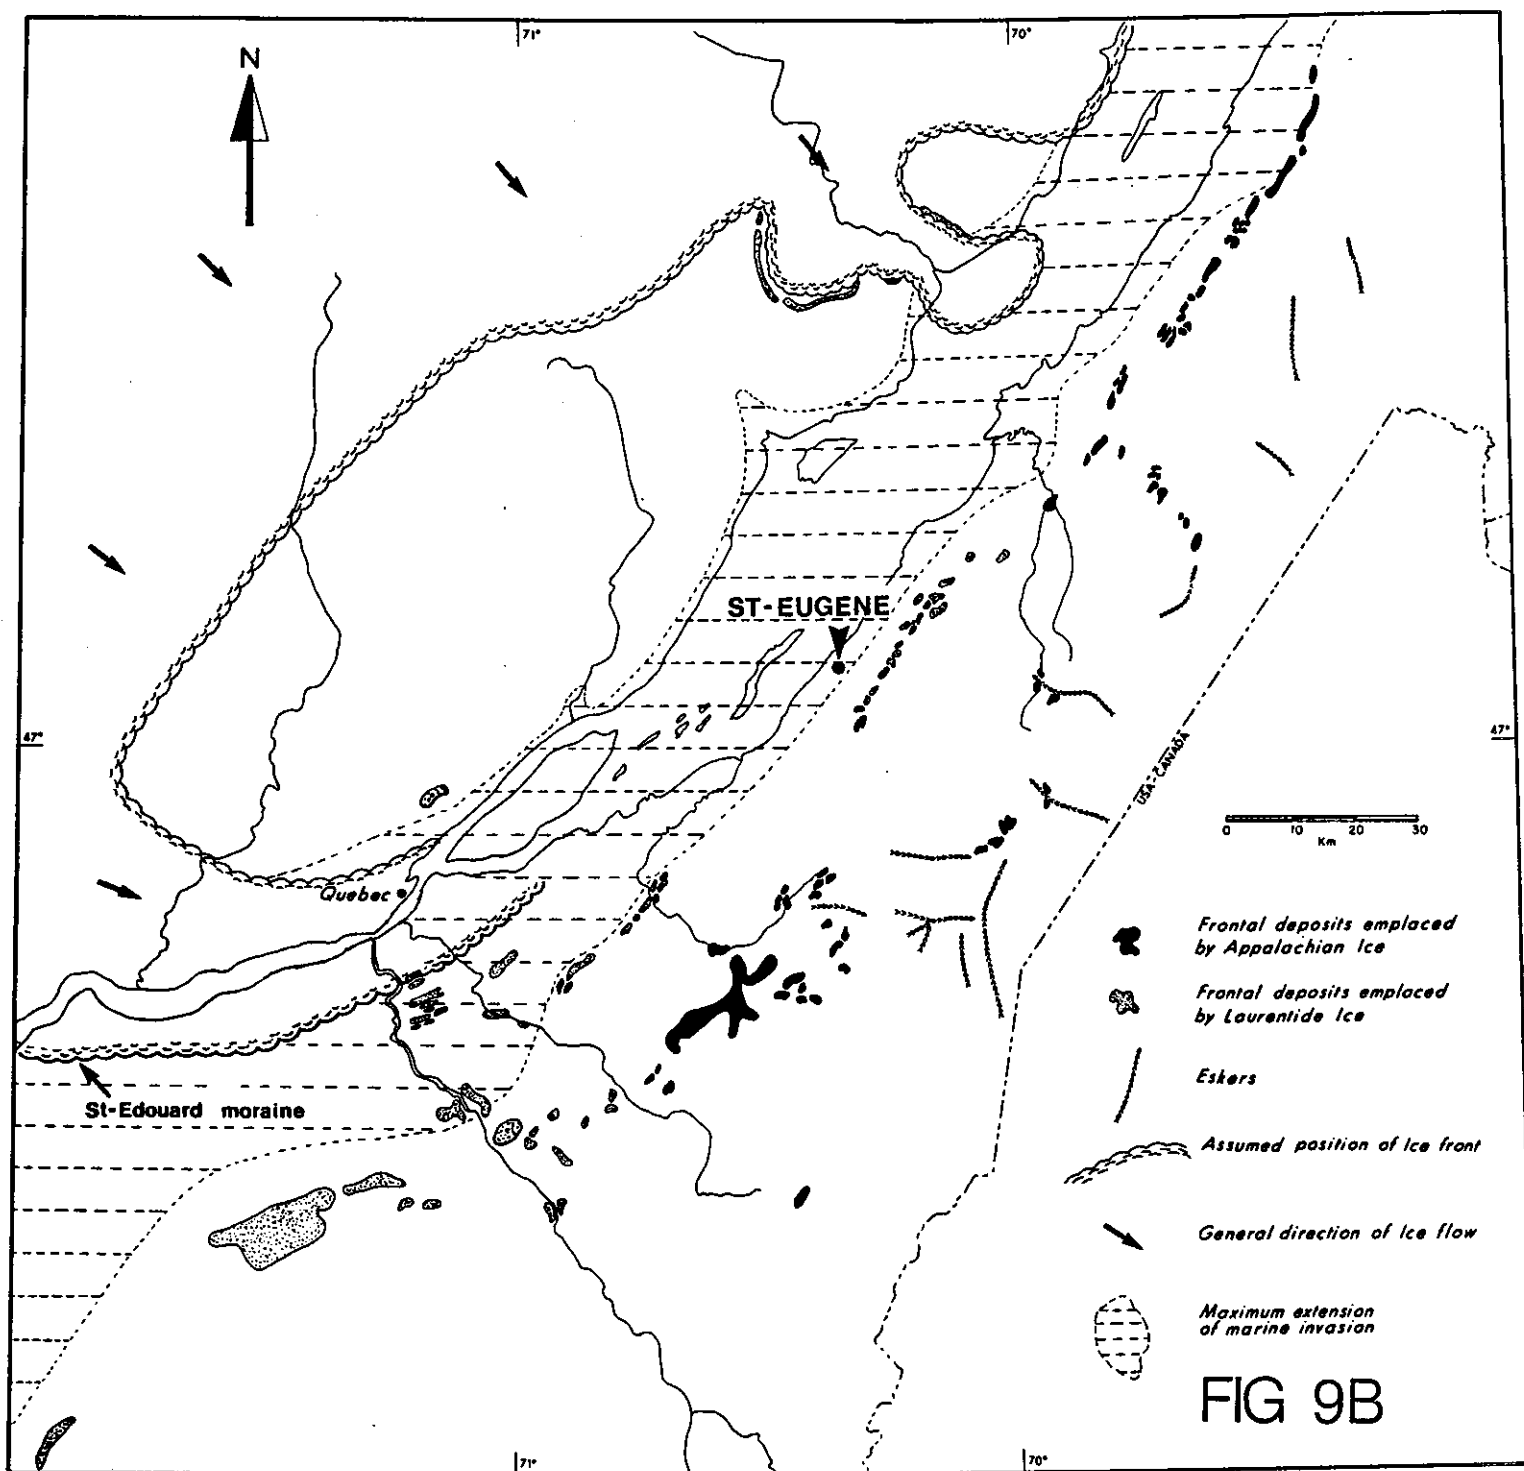 71°
70°
N
ST-EUGENE
47°
47°
USA-CANADA
0 10 20 30
Km
Quebec
St-Edouard moraine
Frontal deposits emplaced
by Appalachian Ice
Frontal deposits emplaced
by Laurentide Ice
Eskers
Assumed position of Ice front
General direction of Ice flow
Maximum extension
of marine invasion
FIG 9B
71°
70°